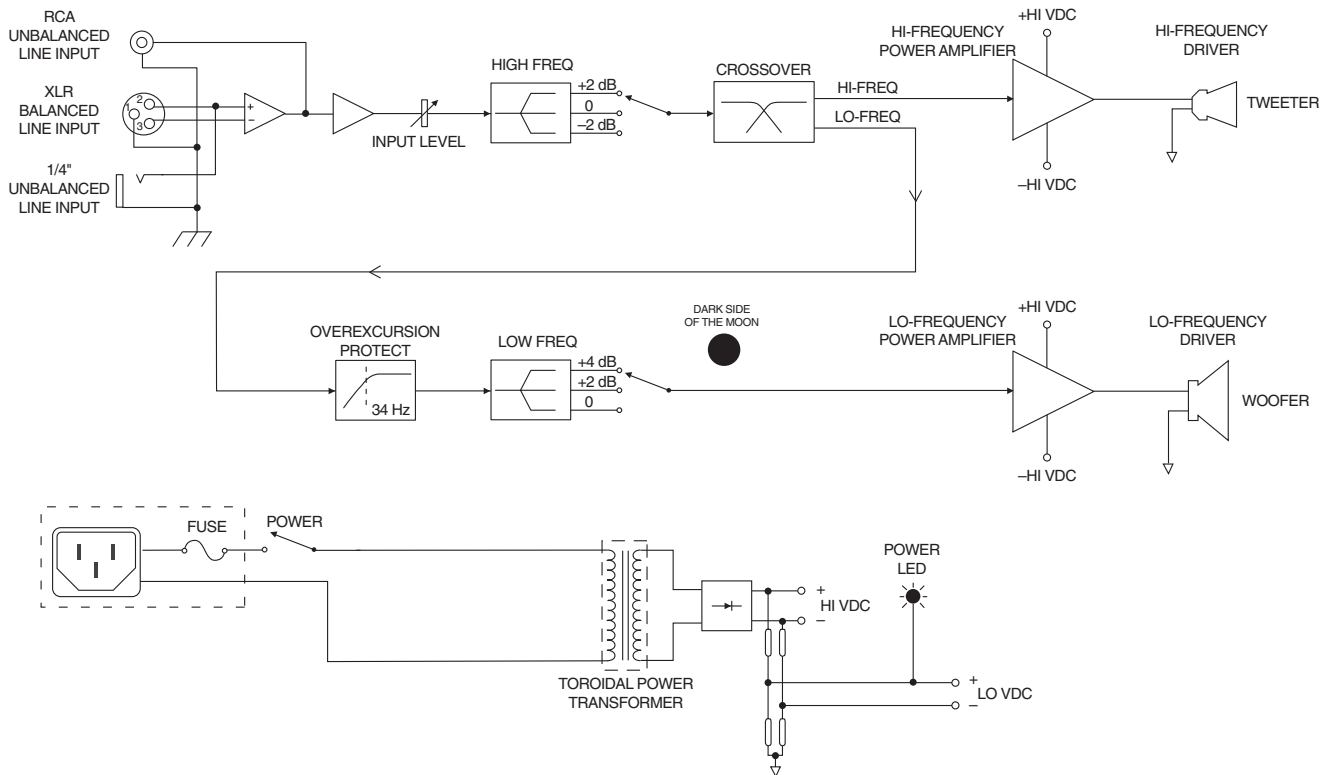 RCA
UNBALANCED
LINE INPUT
XLR
BALANCED
LINE INPUT
1/4"
UNBALANCED
LINE INPUT
2
1
3
+
–
INPUT LEVEL
HIGH FREQ
+2 dB
0
–2 dB
CROSSOVER
HI-FREQ
LO-FREQ
HI-FREQUENCY
POWER AMPLIFIER
+HI VDC
–HI VDC
HI-FREQUENCY
DRIVER
TWEETER
OVEREXCURSION
PROTECT
34 Hz
LOW FREQ
+4 dB
+2 dB
0
DARK SIDE
OF THE MOON
LO-FREQUENCY
POWER AMPLIFIER
+HI VDC
–HI VDC
LO-FREQUENCY
DRIVER
WOOFER
FUSE
POWER
TOROIDAL POWER
TRANSFORMER
+
HI VDC
–
POWER
LED
+
LO VDC
–